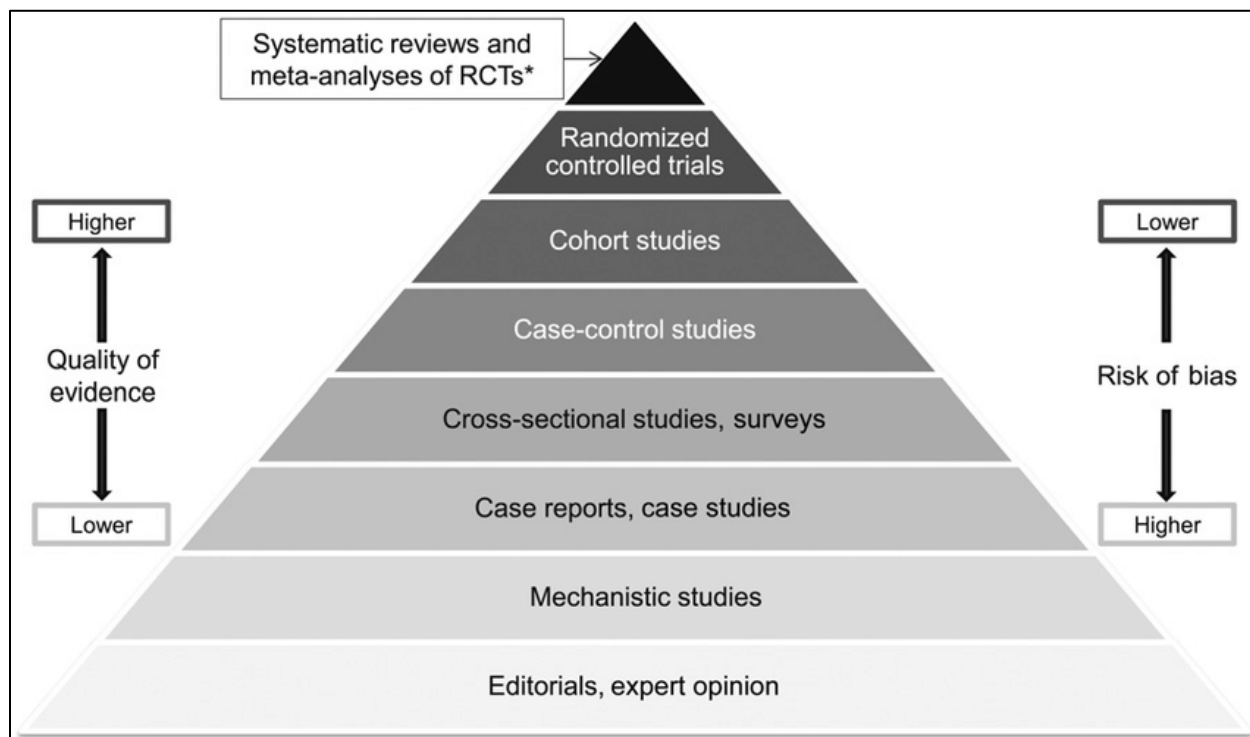 Systematic reviews and
meta-analyses of RCTs*
Randomized
controlled trials
Higher
Lower
Cohort studies
Case-control studies
Quality of
evidence
Risk of bias
Cross-sectional studies, surveys
Case reports, case studies
Lower
Higher
Mechanistic studies
Editorials, expert opinion